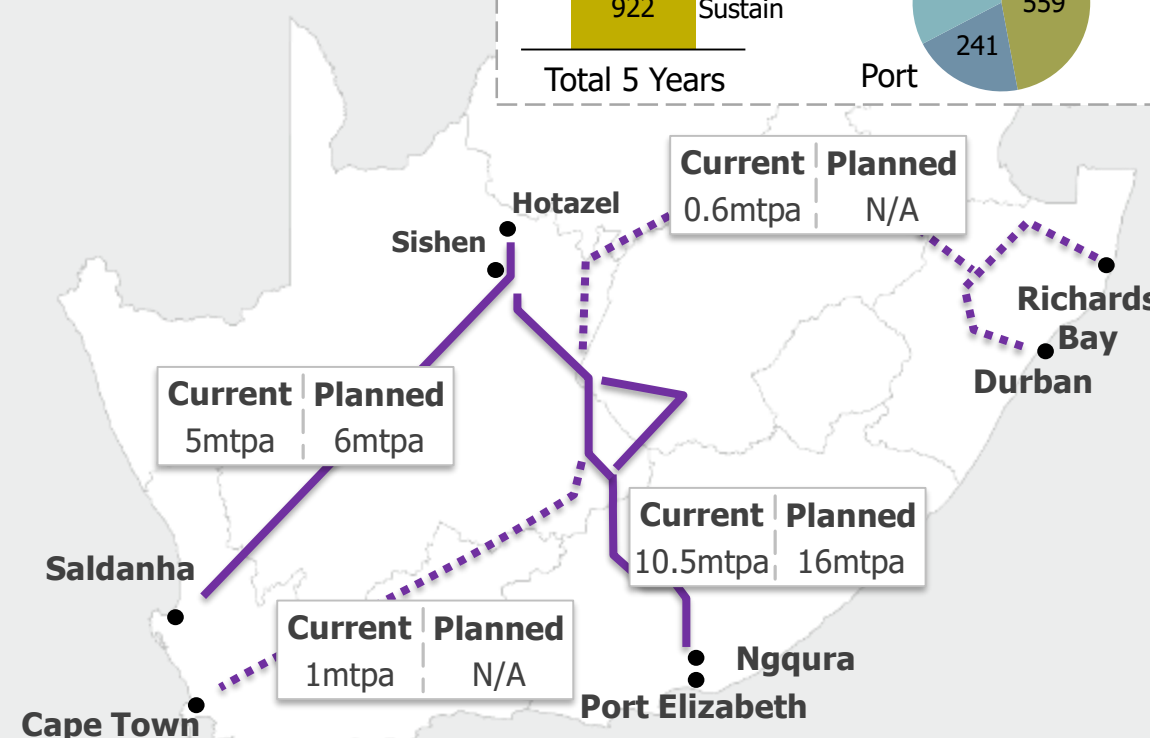 922
Sustain
559
241
Total 5 Years
Port
Current Planned
0.6mtpa N/A
Hotazel
Sishen
Richards
Bay
Durban
Current Planned
5mtpa 6mtpa
Current Planned
10.5mtpa 16mtpa
Saldanha
Current Planned
1mtpa N/A
Ngqura
Port Elizabeth
Cape Town